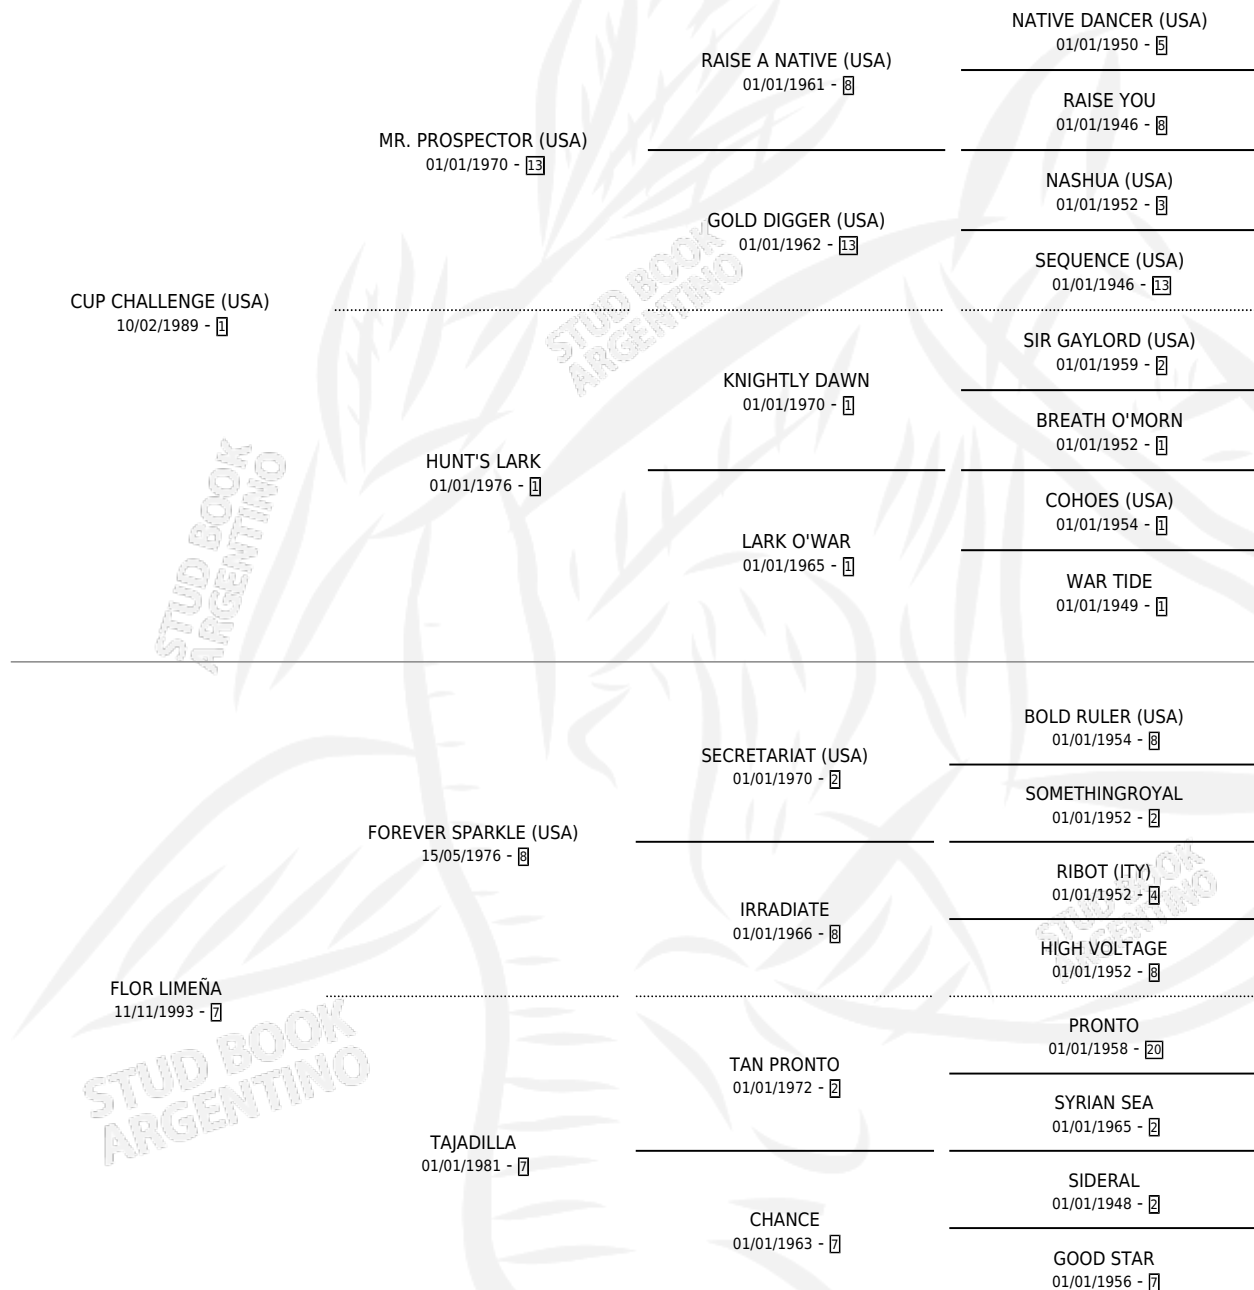 NATIVE DANCER (USA)
01/01/1950 - 5
RAISE A NATIVE (USA)
01/01/1961 - 8
RAISE YOU
01/01/1946 - 8
MR. PROSPECTOR (USA)
01/01/1970 - 13
NASHUA (USA)
01/01/1952 - 3
GOLD DIGGER (USA)
01/01/1962 - 13
SEQUENCE (USA)
01/01/1946 - 13
CUP CHALLENGE (USA)
10/02/1989 - 1
STUD BOOK
ARGENTINO
SIR GAYLORD (USA)
01/01/1959 - 2
KNIGHTLY DAWN
01/01/1970 - 1
BREATH O'MORN
01/01/1952 - 1
HUNT'S LARK
01/01/1976 - 1
COHOES (USA)
01/01/1954 - 1
LARK O'WAR
01/01/1965 - 1
WAR TIDE
01/01/1949 - 1
STUD BOOK
ARGENTINO
BOLD RULER (USA)
01/01/1954 - 8
SECRETARIAT (USA)
01/01/1970 - 2
SOMETHINGROYAL
01/01/1952 - 2
FOREVER SPARKLE (USA)
15/05/1976 - 8
RIBOT (ITY)
01/01/1952 - 4
IRRADIATE
01/01/1966 - 8
HIGH VOLTAGE
01/01/1952 - 8
STUD BOOK
ARGENTINO
FLOR LIMEÑA
11/11/1993 - 7
PRONTO
01/01/1958 - 20
TAN PRONTO
01/01/1972 - 2
SYRIAN SEA
01/01/1965 - 2
STUD BOOK
ARGENTINO
TAJADILLA
01/01/1981 - 7
SIDERAL
01/01/1948 - 2
CHANCE
01/01/1963 - 7
GOOD STAR
01/01/1956 - 7